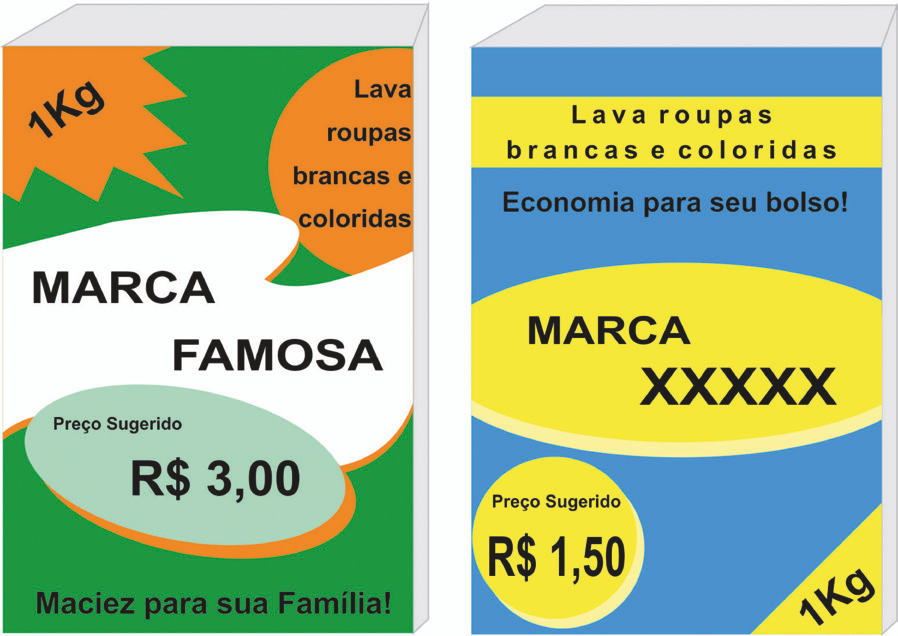 1Kg
Lava
roupas
brancas e
coloridas
MARCA
FAMOSA
Preço Sugerido
R$ 3,00
Maciez para sua Família!
Lava roupas
brancas e coloridas
Economia para seu bolso!
MARCA
XXXXX
Preço Sugerido
R$ 1,50
1Kg